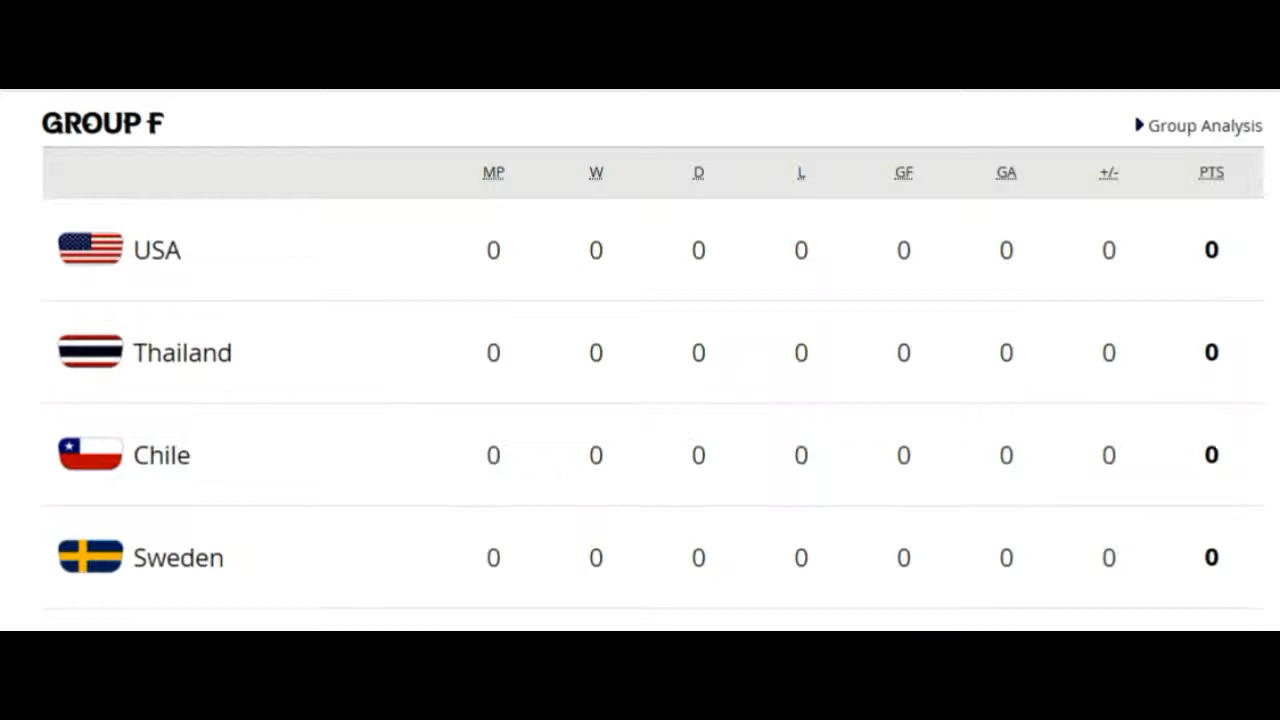 GROUP F
Group Analysis
MP W D L GF GA +/- PTS
USA 0 0 0 0 0 0 0 0
Thailand 0 0 0 0 0 0 0 0
Chile 0 0 0 0 0 0 0 0
Sweden 0 0 0 0 0 0 0 0